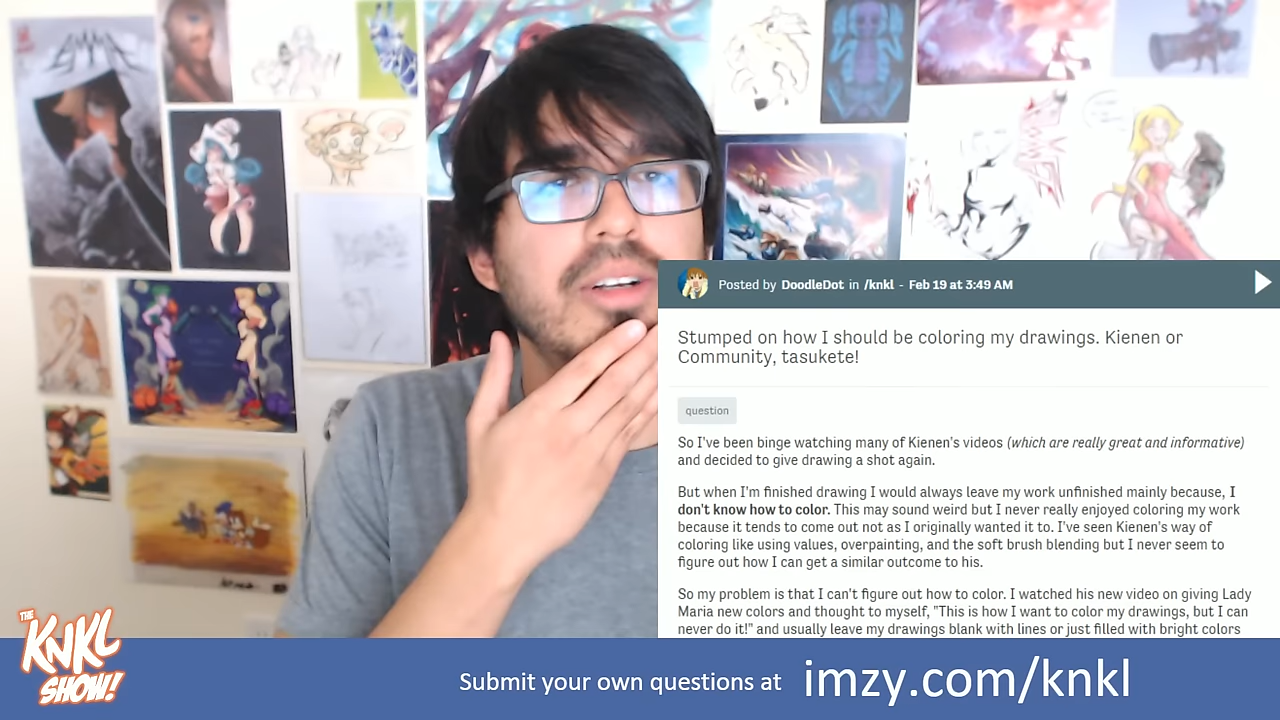 Posted by DoodleDot in /knkl - Feb 19 at 3:49 AM
Stumped on how I should be coloring my drawings. Kienen or
Community, tasukete!
question
So I've been binge watching many of Kienen's videos (which are really great and informative)
and decided to give drawing a shot again.
But when I'm finished drawing I would always leave my work unfinished mainly because, I
don't know how to color. This may sound weird but I never really enjoyed coloring my work
because it tends to come out not as I originally wanted it to. I've seen Kienen's way of
coloring like using values, overpainting, and the soft brush blending but I never seem to
figure out how I can get a similar outcome to his.
So my problem is that I can't figure out how to color. I watched his new video on giving Lady
Maria new colors and thought to myself, "This is how I want to color my drawings, but I can
never do it!" and usually leave my drawings blank with lines or just filled with bright colors
THE
KNKL
SHOW!
Submit your own questions at imzy.com/knkl